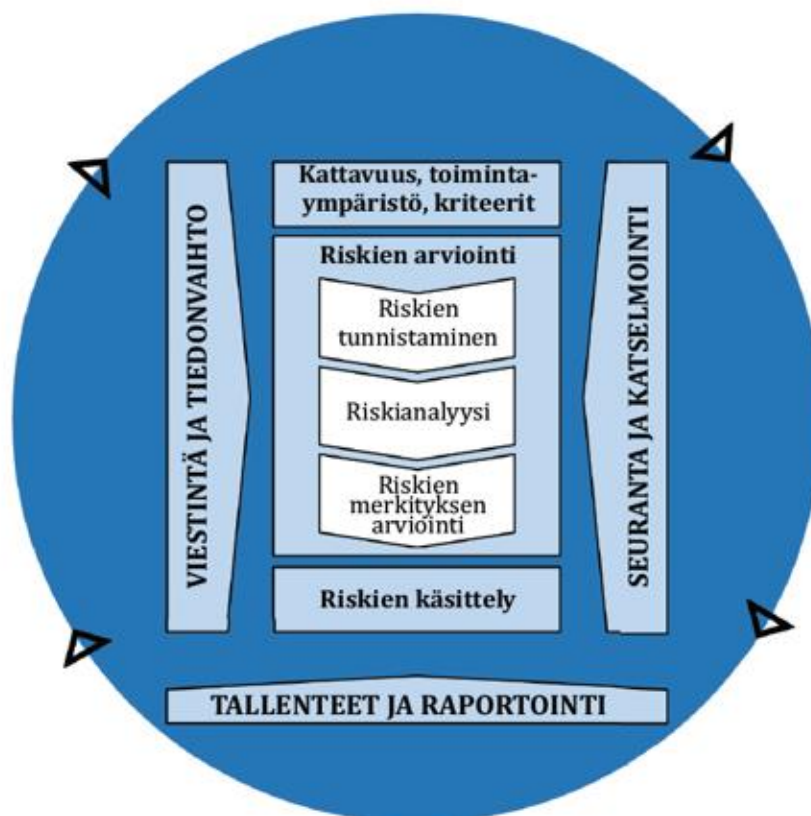 VIESTINTÄ JA TIEDONVAIHTO
Kattavuus, toiminta-
ympäristö, kriteerit
Riskien arviointi
Riskien
tunnistaminen
Riskianalyysi
Riskien
merkityksen
arviointi
Riskien käsittely
SEURANTA JA KATSELMOINTI
TALLENTEET JA RAPORTOINTI